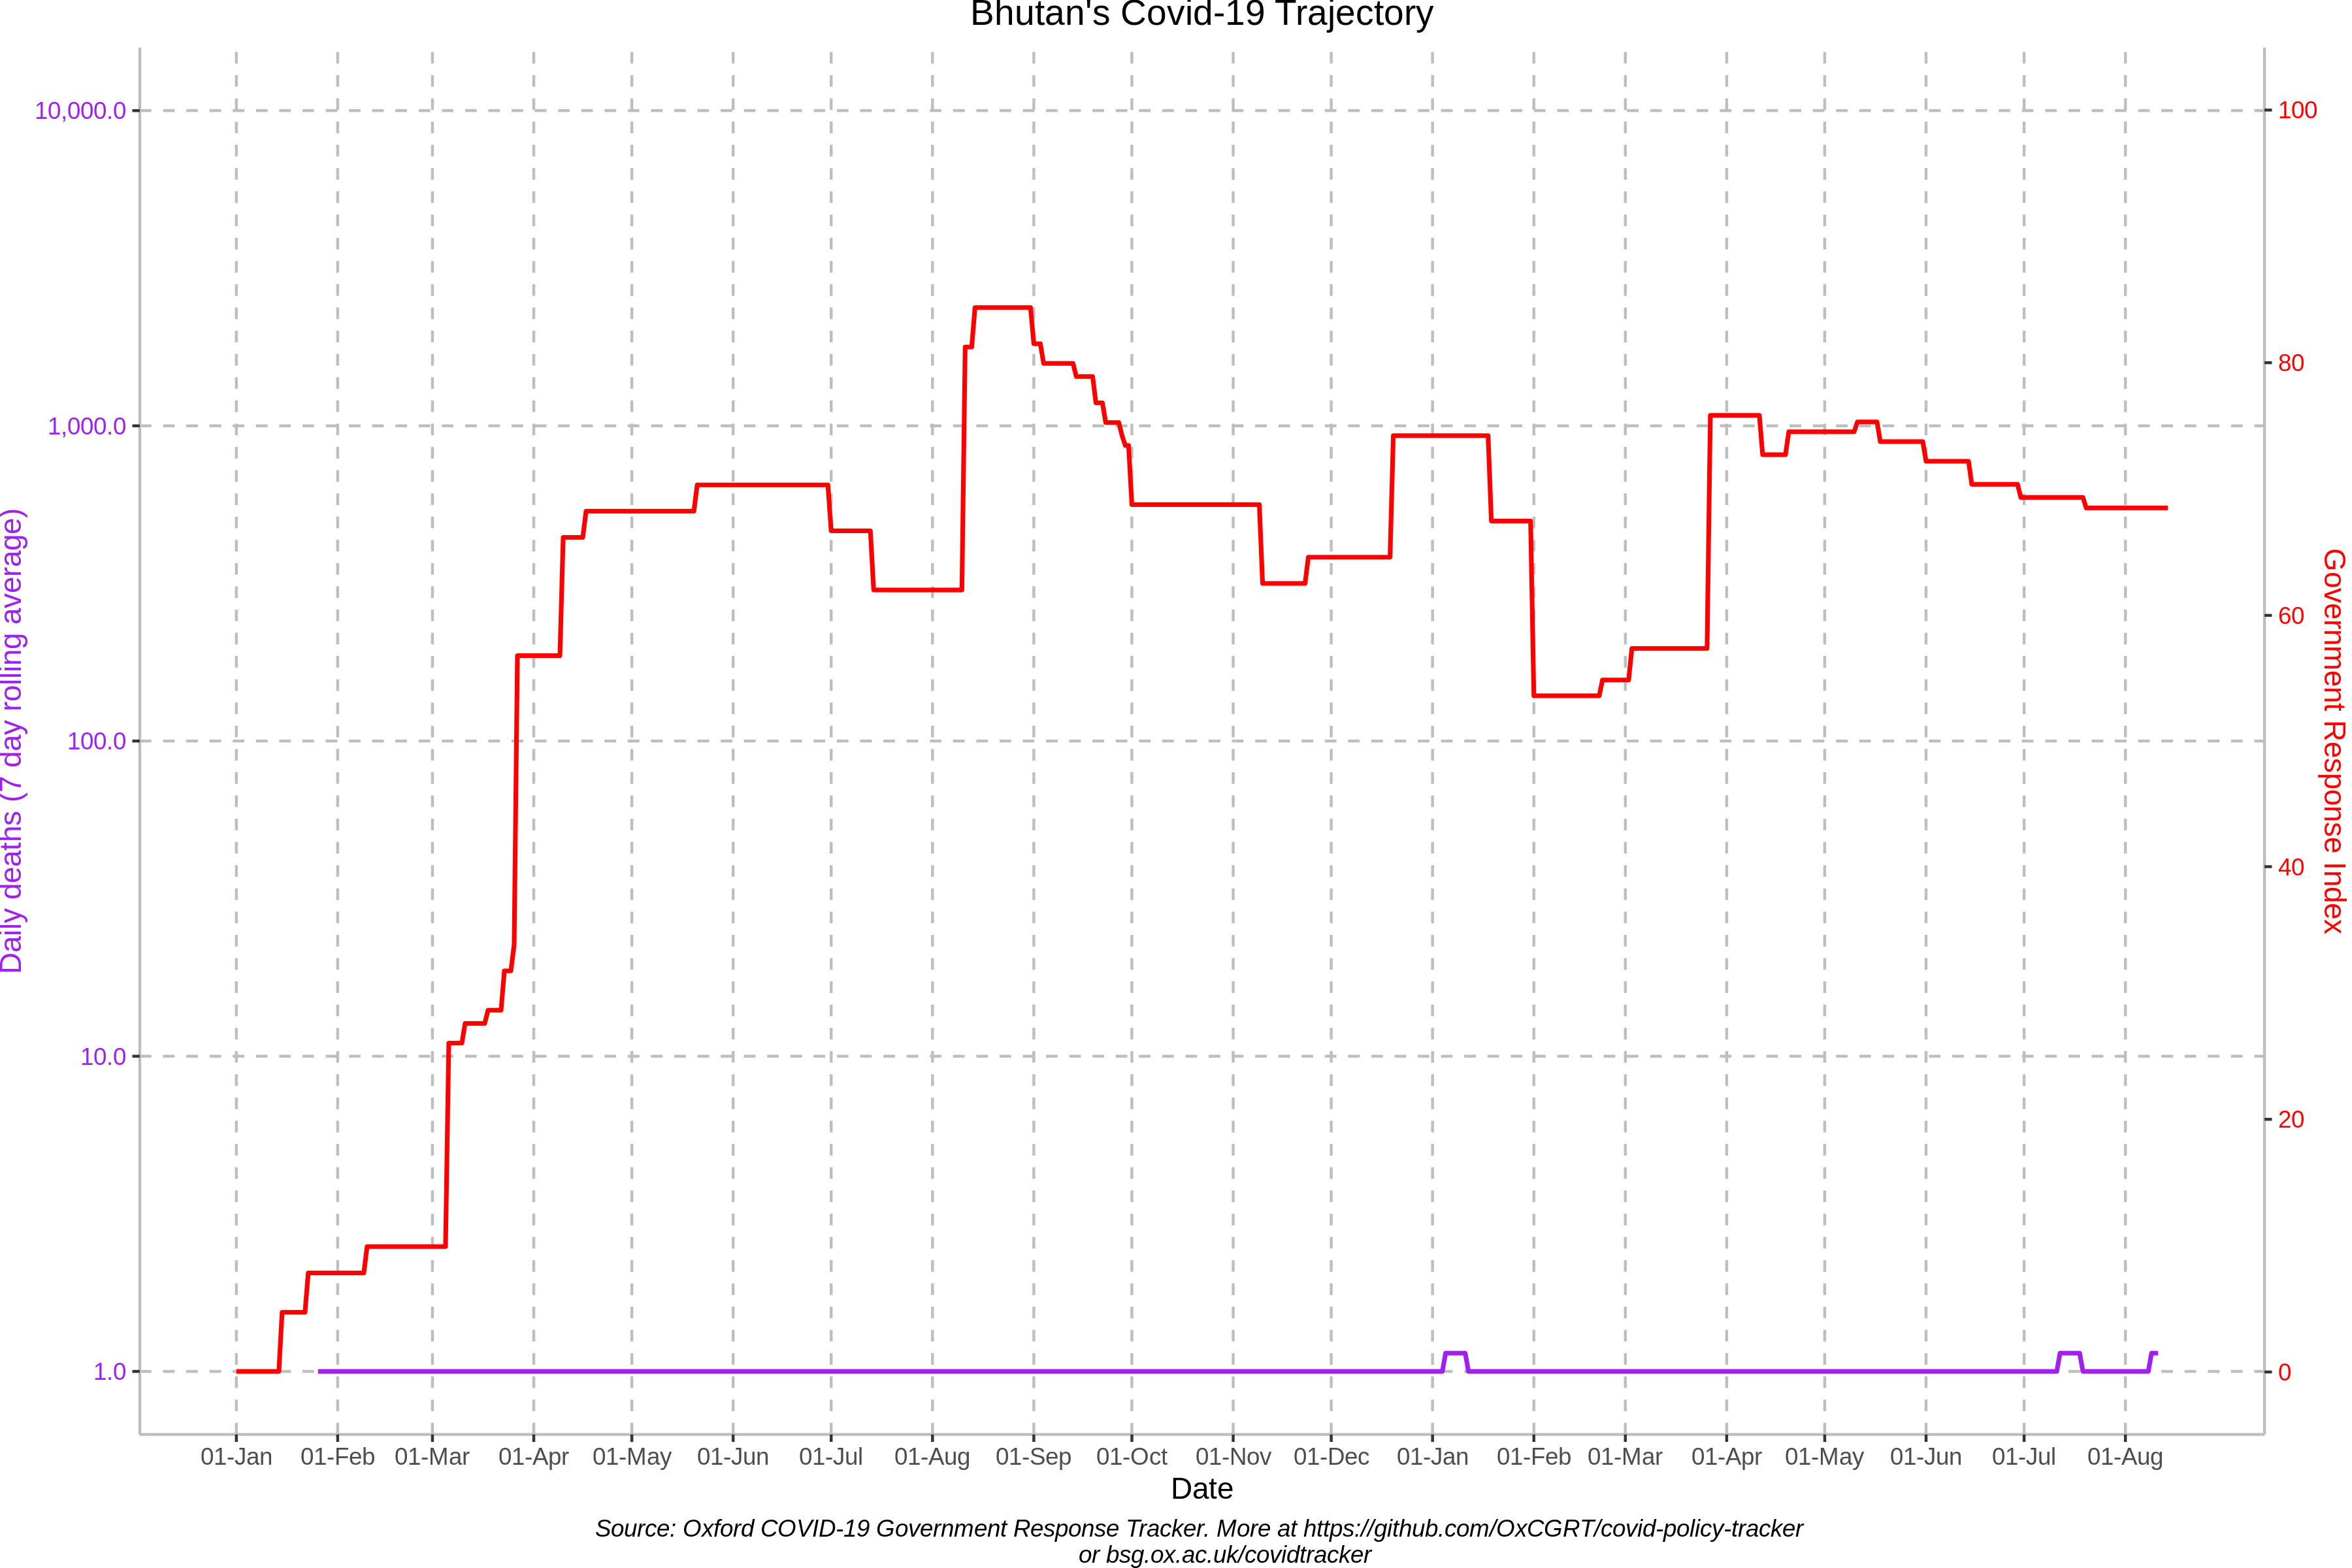 Bhutan's Covid-19 Trajectory
10,000.0
1,000.0
100.0
10.0
1.0
Daily deaths (7 day rolling average)
100
80
60
40
20
0
Government Response Index
01-Jan 01-Feb 01-Mar 01-Apr 01-May 01-Jun 01-Jul 01-Aug 01-Sep 01-Oct 01-Nov 01-Dec 01-Jan 01-Feb 01-Mar 01-Apr 01-May 01-Jun 01-Jul 01-Aug
Date
Source: Oxford COVID-19 Government Response Tracker. More at https://github.com/OxCGRT/covid-policy-tracker
or bsg.ox.ac.uk/covidtracker